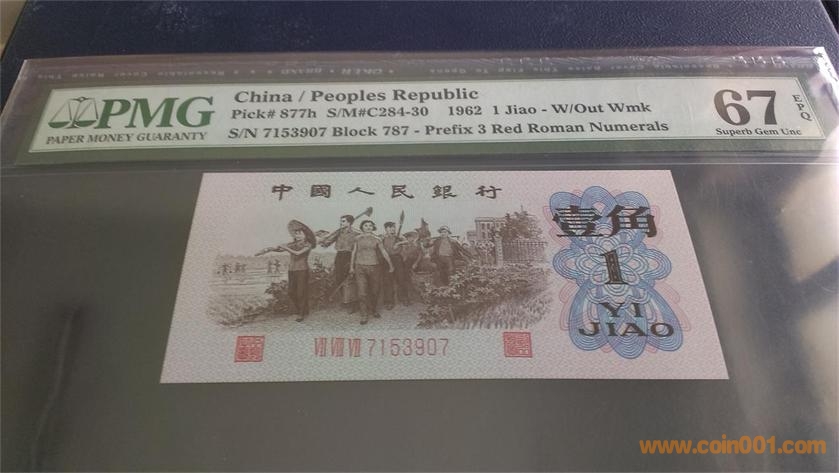 PMG
PAPER MONEY GUARANTY
China / Peoples Republic
Pick# 877h S/M#C284-30 1962 1 Jiao - W/Out Wmk
S/N 7153907 Block 787 - Prefix 3 Red Roman Numerals
67 EPQ
Superb Gem Unc
中國人民銀行
壹角
1
YI
JIAO
VII VIII VII 7153907
www.coin001.com